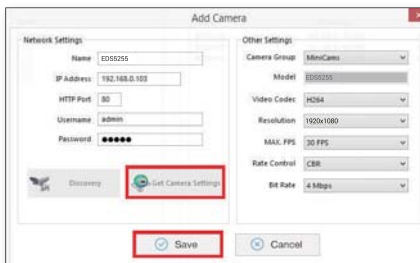 Add Camera
Network Settings
Name EDS5255
IP Address 192.168.0.103
HTTP Port 80
Username admin
Password ●●●●●
Discovery
Get Camera Settings
Other Settings
Camera Group MiniCams
Model EDS5255
Video Codec H264
Resolution 1920x1080
MAX. FPS 30 FPS
Rate Control CBR
Bit Rate 4 Mbps
Save
Cancel